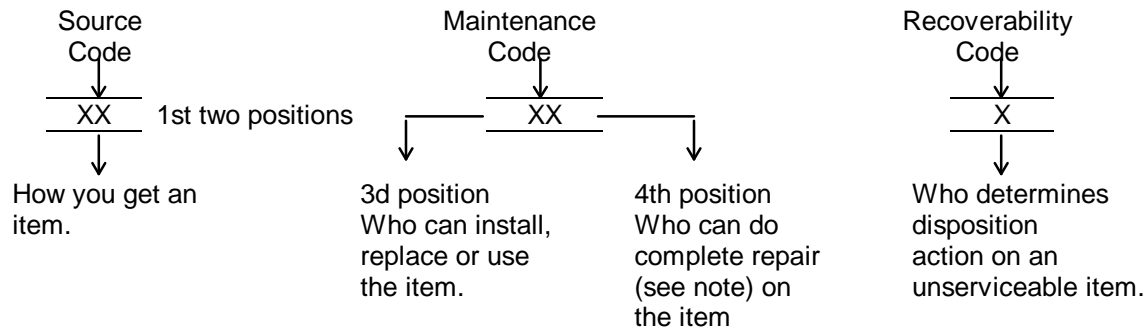 Source
Code
Maintenance
Code
Recoverability
Code
XX 1st two positions
XX
X
How you get an
item.
3d position
Who can install,
replace or use
the item.
4th position
Who can do
complete repair
(see note) on
the item
Who determines
disposition
action on an
unserviceable item.